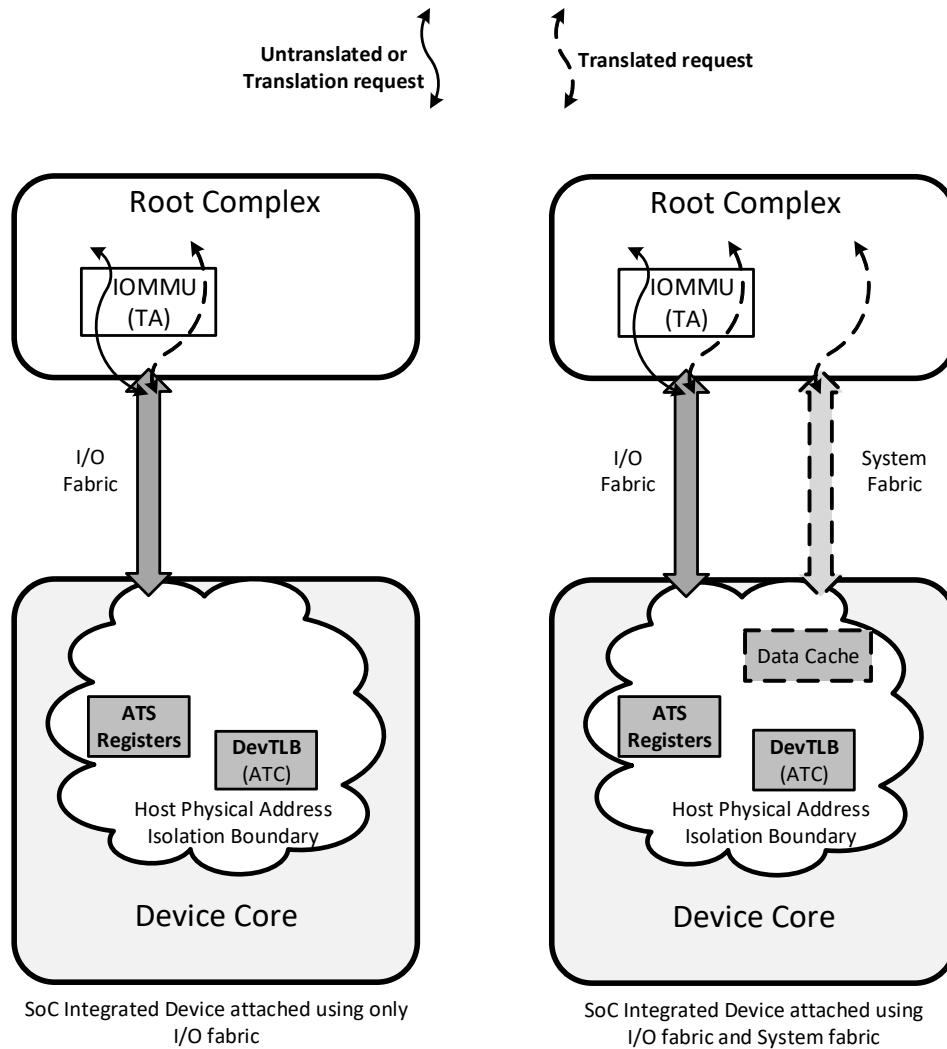 Untranslated or
Translation request
Translated request
Root Complex
IOMMU
(TA)
I/O
Fabric
ATS
Registers
DevTLB
(ATC)
Host Physical Address
Isolation Boundary
Device Core
SoC Integrated Device attached using only
I/O fabric
Root Complex
IOMMU
(TA)
I/O
Fabric
System
Fabric
Data Cache
ATS
Registers
DevTLB
(ATC)
Host Physical Address
Isolation Boundary
Device Core
SoC Integrated Device attached using
I/O fabric and System fabric